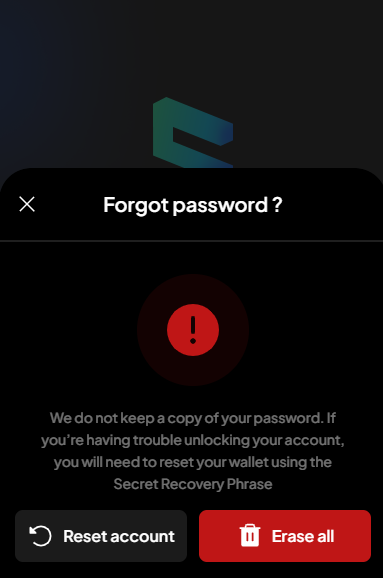 Forgot password ?
We do not keep a copy of your password. If
you're having trouble unlocking your account,
you will need to reset your wallet using the
Secret Recovery Phrase
Reset account
Erase all